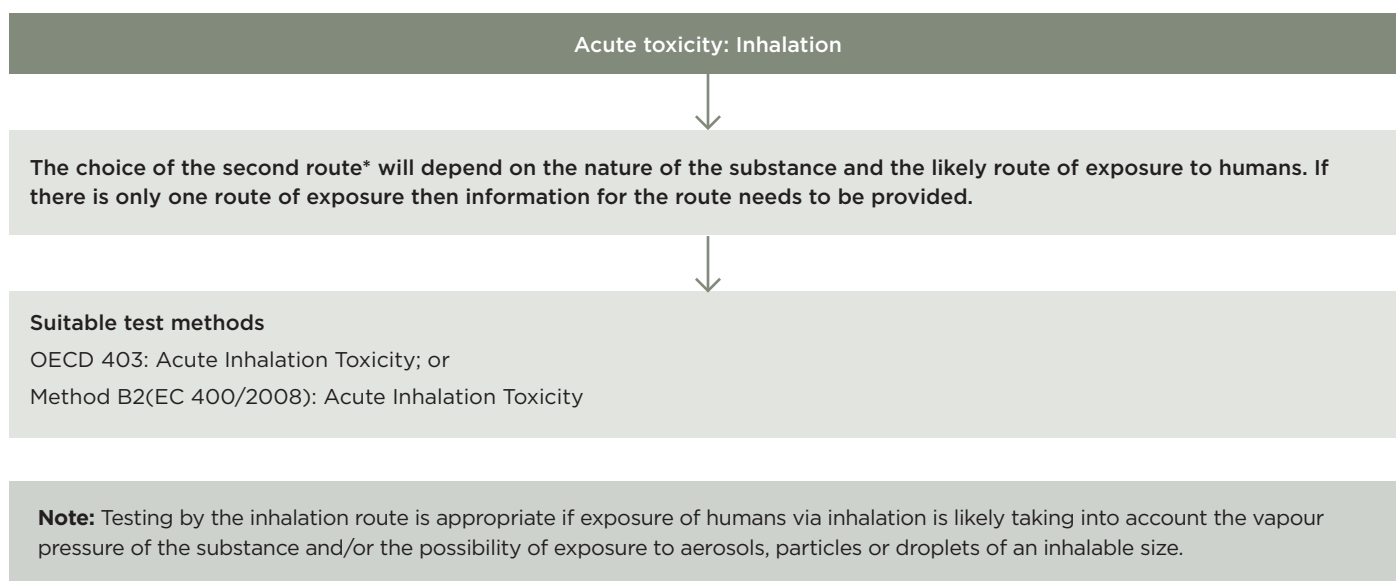 Acute toxicity: Inhalation
The choice of the second route* will depend on the nature of the substance and the likely route of exposure to humans. If
there is only one route of exposure then information for the route needs to be provided.
Suitable test methods
OECD 403: Acute Inhalation Toxicity; or
Method B2(EC 400/2008): Acute Inhalation Toxicity
Note: Testing by the inhalation route is appropriate if exposure of humans via inhalation is likely taking into account the vapour
pressure of the substance and/or the possibility of exposure to aerosols, particles or droplets of an inhalable size.